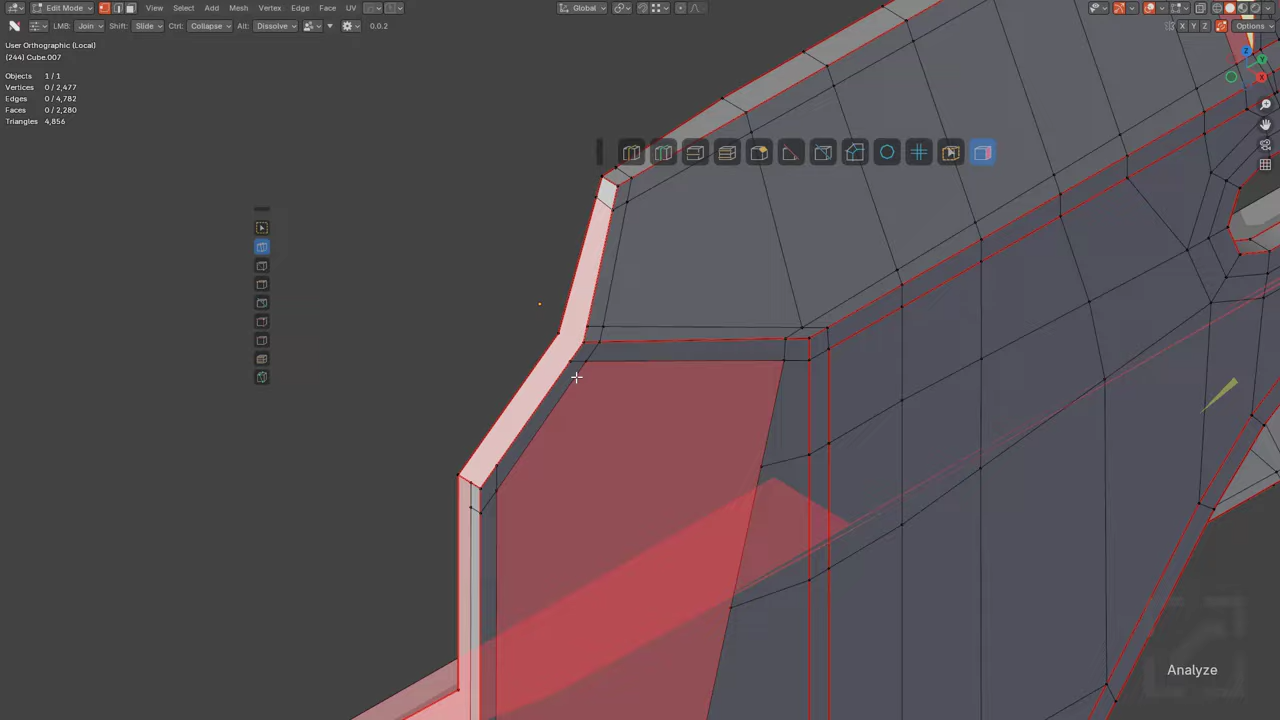 Edit Mode View Select Add Mesh Vertex Edge Face UV Global
LMB: Join Shift: Slide Ctrl: Collapse Alt: Dissolve 0.0.2 X Y Z Options
User Orthographic (Local)
(244) Cube.007
Objects 1 / 1
Vertices 0 / 2,477
Edges 0 / 4,782
Faces 0 / 2,280
Triangles 4,856
Z
Y
X
Analyze